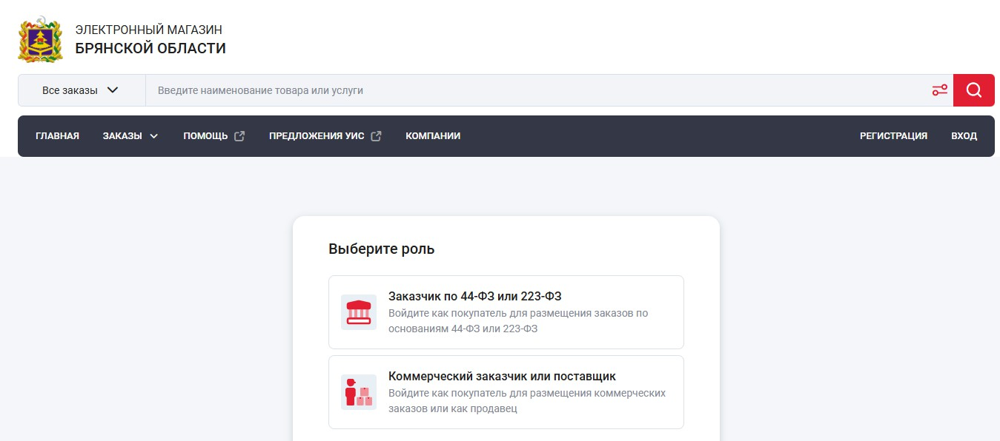 ЭЛЕКТРОННЫЙ МАГАЗИН
БРЯНСКОЙ ОБЛАСТИ
Все заказы
Введите наименование товара или услуги
ГЛАВНАЯ ЗАКАЗЫ ПОМОЩЬ ПРЕДЛОЖЕНИЯ УИС КОМПАНИИ РЕГИСТРАЦИЯ ВХОД
Выберите роль
Заказчик по 44-ФЗ или 223-ФЗ
Войдите как покупатель для размещения заказов по
основаниям 44-ФЗ или 223-ФЗ
Коммерческий заказчик или поставщик
Войдите как покупатель для размещения коммерческих
заказов или как продавец